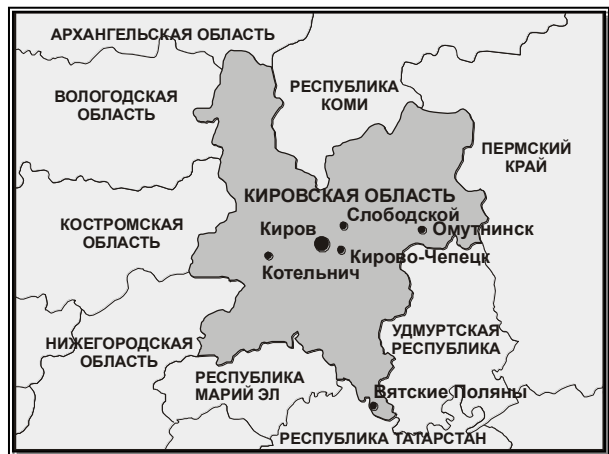 АРХАНГЕЛЬСКАЯ ОБЛАСТЬ
ВОЛОГОДСКАЯ
ОБЛАСТЬ
РЕСПУБЛИКА
КОМИ
ПЕРМСКИЙ
КРАЙ
КИРОВСКАЯ ОБЛАСТЬ
КОСТРОМСКАЯ
ОБЛАСТЬ
Слободской
Киров
Омутнинск
Кирово-Чепецк
Котельнич
НИЖЕГОРОДСКАЯ
ОБЛАСТЬ
УДМУРТСКАЯ
РЕСПУБЛИКА
РЕСПУБЛИКА
МАРИЙ ЭЛ
Вятские Поляны
РЕСПУБЛИКА ТАТАРСТАН